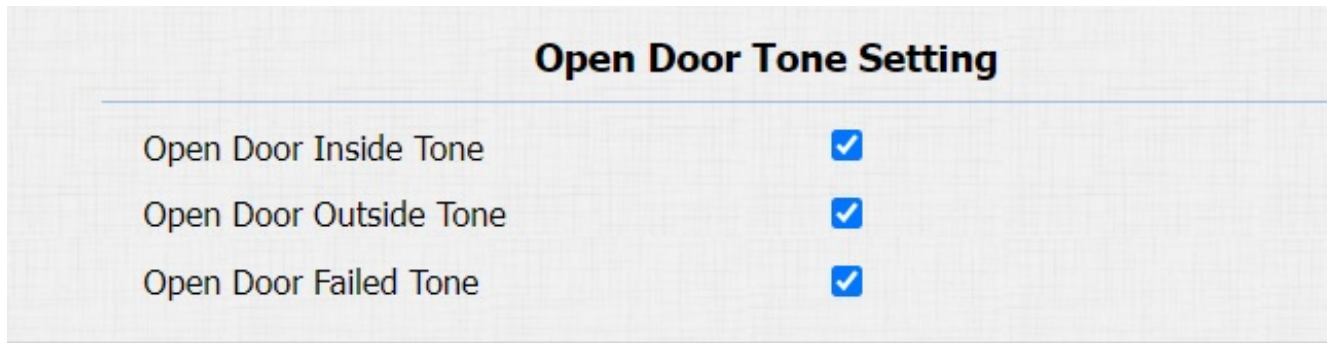 Open Door Tone Setting
Open Door Inside Tone
Open Door Outside Tone
Open Door Failed Tone